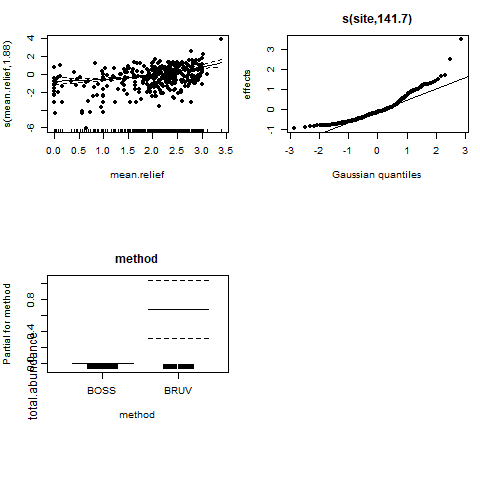 s(mean.relief,1.88)
4
2
0
-2
-6
0.0
0.5
1.0
1.5
2.0
2.5
3.0
3.5
mean.relief
s(site,141.7)
effects
3
2
1
0
-1
-3
-2
-1
0
1
2
3
Gaussian quantiles
method
Partial for method
0.8
0.4
0.0
BOSS
BRUV
method
total.abundance